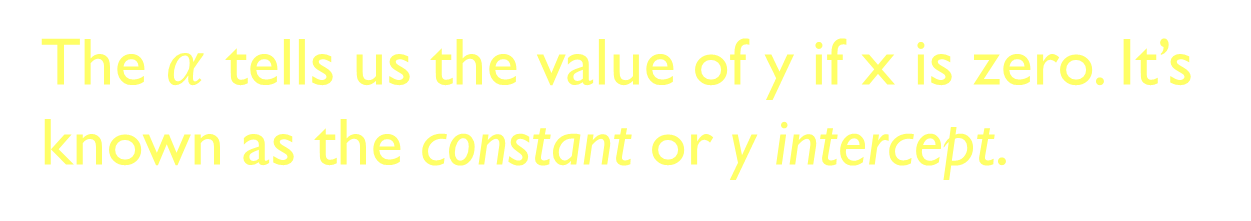 The α tells us the value of y if x is zero. It’s
known as the constant or y intercept.